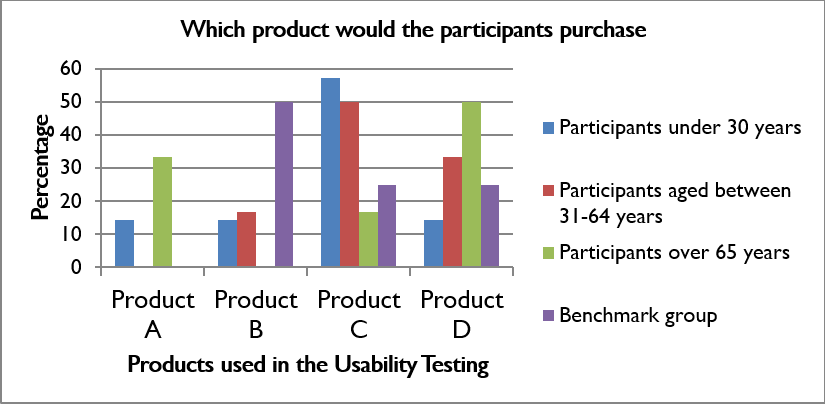 Which product would the participants purchase
Percentage
60
50
40
30
20
10
0
Product A
Product B
Product C
Product D
Products used in the Usability Testing
Participants under 30 years
Participants aged between
31-64 years
Participants over 65 years
Benchmark group